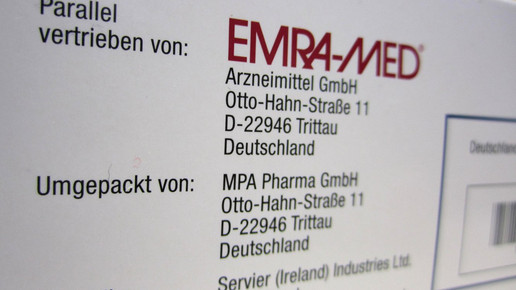 Parallel
vertrieben von:
EMRA-MED®
Arzneimittel GmbH
Otto-Hahn-Straße 11
D-22946 Trittau
Deutschland
Umgepackt von:
MPA Pharma GmbH
Otto-Hahn-Straße 11
D-22946 Trittau
Deutschland
Servier (Ireland) Industries Ltd.
Deutschland